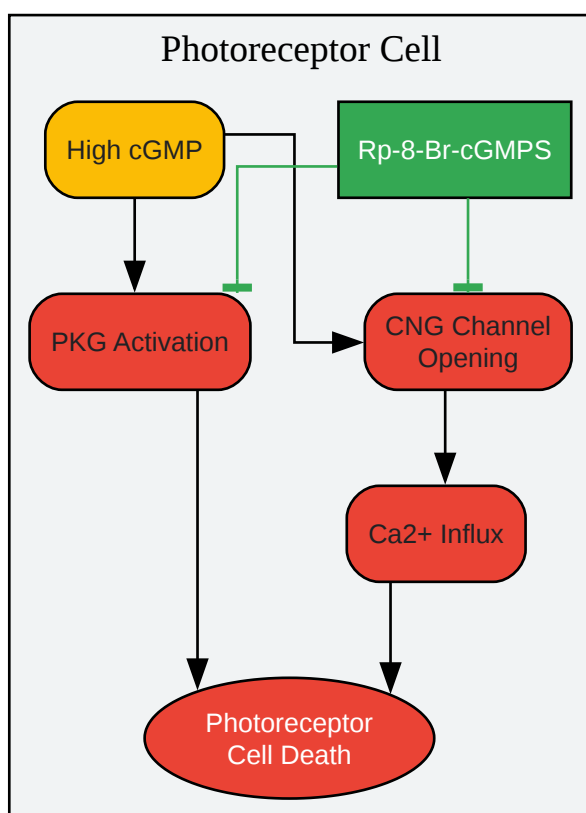 Photoreceptor Cell
High cGMP
Rp-8-Br-cGMPS
PKG Activation
CNG Channel
Opening
Ca2+ Influx
Photoreceptor
Cell Death